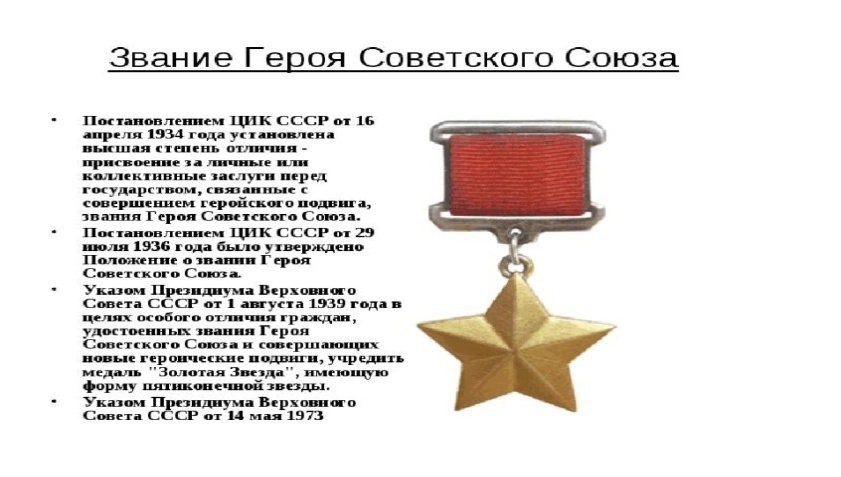 Звание Героя Советского Союза
• Постановлением ЦИК СССР от 16
апреля 1934 года установлена
высшая степень отличия -
присвоение за личные или
коллективные заслуги перед
государством, связанные с
совершением геройского подвига,
звания Героя Советского Союза.
• Постановлением ЦИК СССР от 29
июля 1936 года было утверждено
Положение о звании Героя
Советского Союза.
• Указом Президиума Верховного
Совета СССР от 1 августа 1939 года в
целях особого отличия граждан,
удостоенных звания Героя
Советского Союза и совершающих
новые героические подвиги, учредить
медаль "Золотая Звезда", имеющую
форму пятиконечной звезды.
• Указом Президиума Верховного
Совета СССР от 14 мая 1973